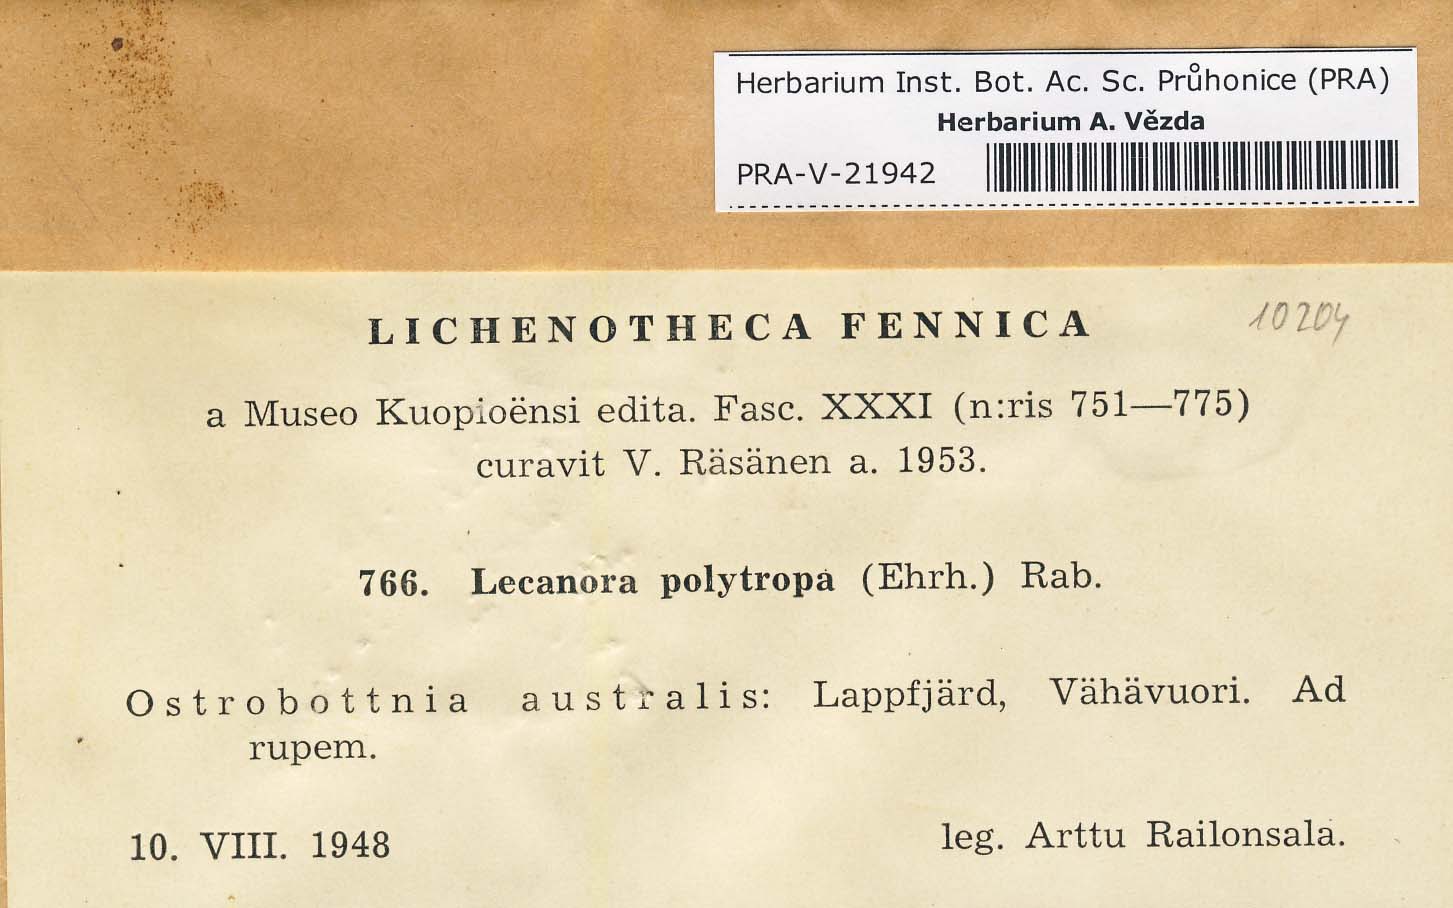 Herbarium Inst. Bot. Ac. Sc. Průhonice (PRA)
Herbarium A. Vězda
PRA-V-21942
LICHENOTHECA FENNICA
10204
a Museo Kuopioënsi edita. Fasc. XXXI (n:ris 751—775)
curavit V. Räsänen a. 1953.
766. Lecanora polytropa (Ehrh.) Rab.
Ostrobottnia australis: Lappfjärd, Vähävuori. Ad
rupem.
10. VIII. 1948
leg. Arttu Railonsala.